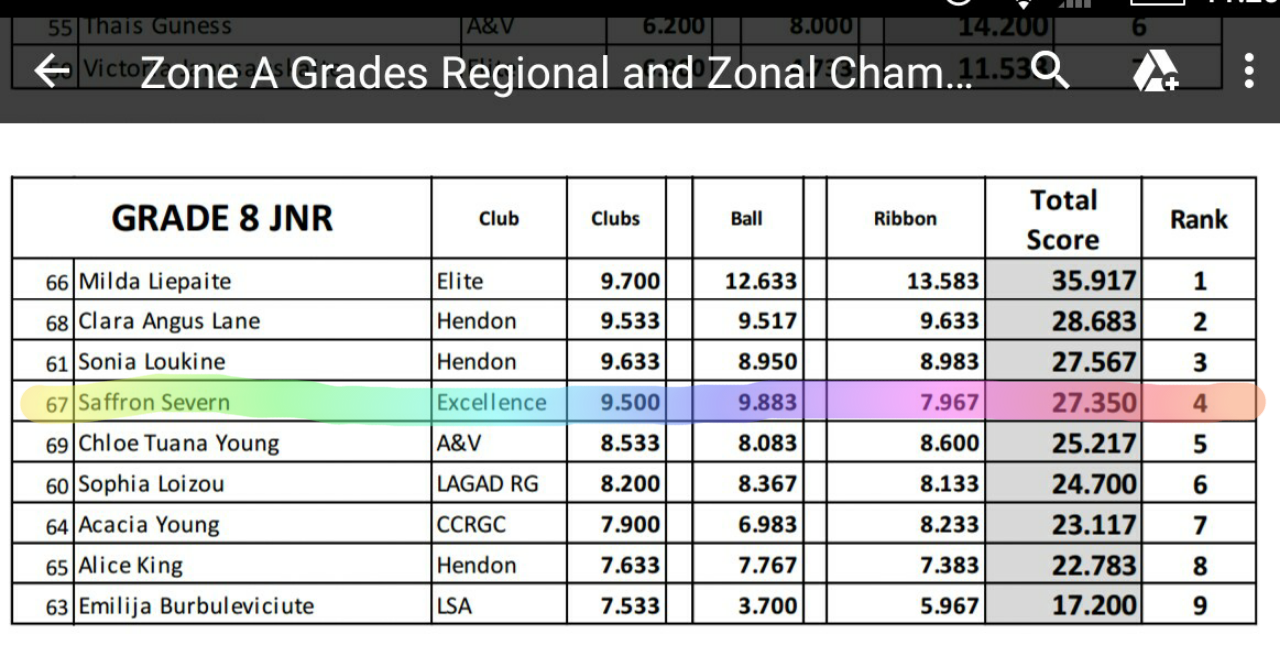 55 Thais Guness A&V 6.200 8.000 14.200 6
Zone A Grades Regional and Zonal Cham...
GRADE 8 JNR Club Clubs Ball Ribbon Total Score Rank
66 Milda Liepaite Elite 9.700 12.633 13.583 35.917 1
68 Clara Angus Lane Hendon 9.533 9.517 9.633 28.683 2
61 Sonia Loukine Hendon 9.633 8.950 8.983 27.567 3
67 Saffron Severn Excellence 9.500 9.883 7.967 27.350 4
69 Chloe Tuana Young A&V 8.533 8.083 8.600 25.217 5
60 Sophia Loizou LAGAD RG 8.200 8.367 8.133 24.700 6
64 Acacia Young CCRGC 7.900 6.983 8.233 23.117 7
65 Alice King Hendon 7.633 7.767 7.383 22.783 8
63 Emilija Burbuleviciute LSA 7.533 3.700 5.967 17.200 9